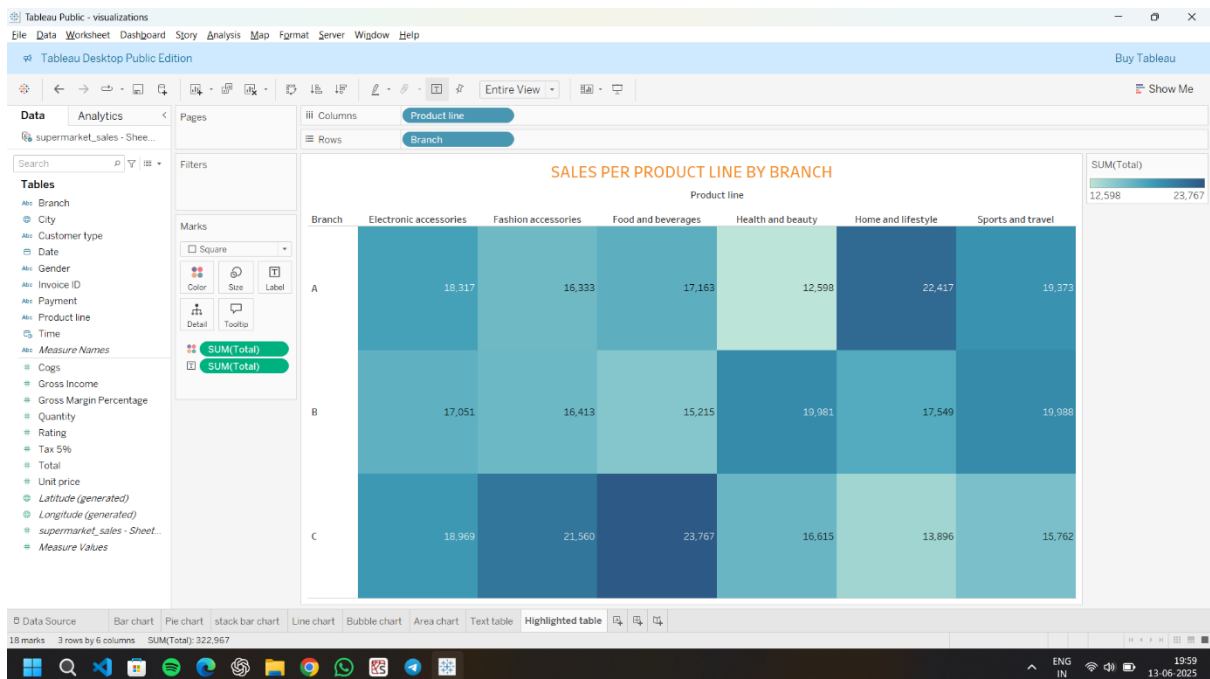 Tableau Public - visualizations
File Data Worksheet Dashboard Story Analysis Map Format Server Window Help
Tableau Desktop Public Edition Buy Tableau
Entire View Show Me
Data Analytics Pages Columns Product line
supermarket_sales - Shee... Rows Branch
Search Filters SALES PER PRODUCT LINE BY BRANCH SUM(Total)
Tables Product line 12,598 23,767
Abc Branch
City Branch Electronic accessories Fashion accessories Food and beverages Health and beauty Home and lifestyle Sports and travel
Abc Customer type Marks
Date Square
Abc Gender
Abc Invoice ID Color Size Label A 18,317 16,333 17,163 12,598 22,417 19,373
Abc Payment
Abc Product line Detail Tooltip
Time
Abc Measure Names SUM(Total)
# Cogs SUM(Total)
# Gross Income
# Gross Margin Percentage
# Quantity B 17,051 16,413 15,215 19,981 17,549 19,988
# Rating
# Tax 5%
# Total
# Unit price
Latitude (generated)
Longitude (generated)
# supermarket_sales - Sheet...
# Measure Values C 18,969 21,560 23,767 16,615 13,896 15,762
Data Source Bar chart Pie chart stack bar chart Line chart Bubble chart Area chart Text table Highlighted table
18 marks 3 rows by 6 columns SUM(Total): 322,967
ENG 19:59
IN 13-06-2025